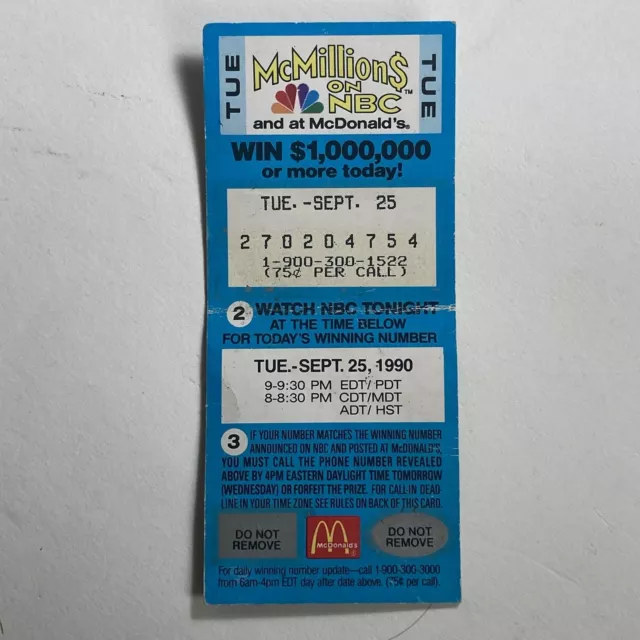 TUE
McMillion$
ON
NBC™
and at McDonald's®
TUE
WIN $1,000,000
or more today!
TUE.-SEPT. 25
270204754
1-900-300-1522
(75¢ PER CALL)
2 WATCH NBC TONIGHT
AT THE TIME BELOW
FOR TODAY'S WINNING NUMBER
TUE.-SEPT. 25, 1990
9-9:30 PM EDT/PDT
8-8:30 PM CDT/MDT
ADT/HST
3 IF YOUR NUMBER MATCHES THE WINNING NUMBER
ANNOUNCED ON NBC AND POSTED AT McDONALD'S,
YOU MUST CALL THE PHONE NUMBER REVEALED
ABOVE BY 4PM EASTERN DAYLIGHT TIME TOMORROW
(WEDNESDAY) OR FORFEIT THE PRIZE. FOR CALL IN DEAD-
LINE IN YOUR TIME ZONE SEE RULES ON BACK OF THIS CARD.
DO NOT
REMOVE
McDonald's
DO NOT
REMOVE
For daily winning number update—call 1-900-300-3000
from 6am-4pm EDT day after date above. (75¢ per call).